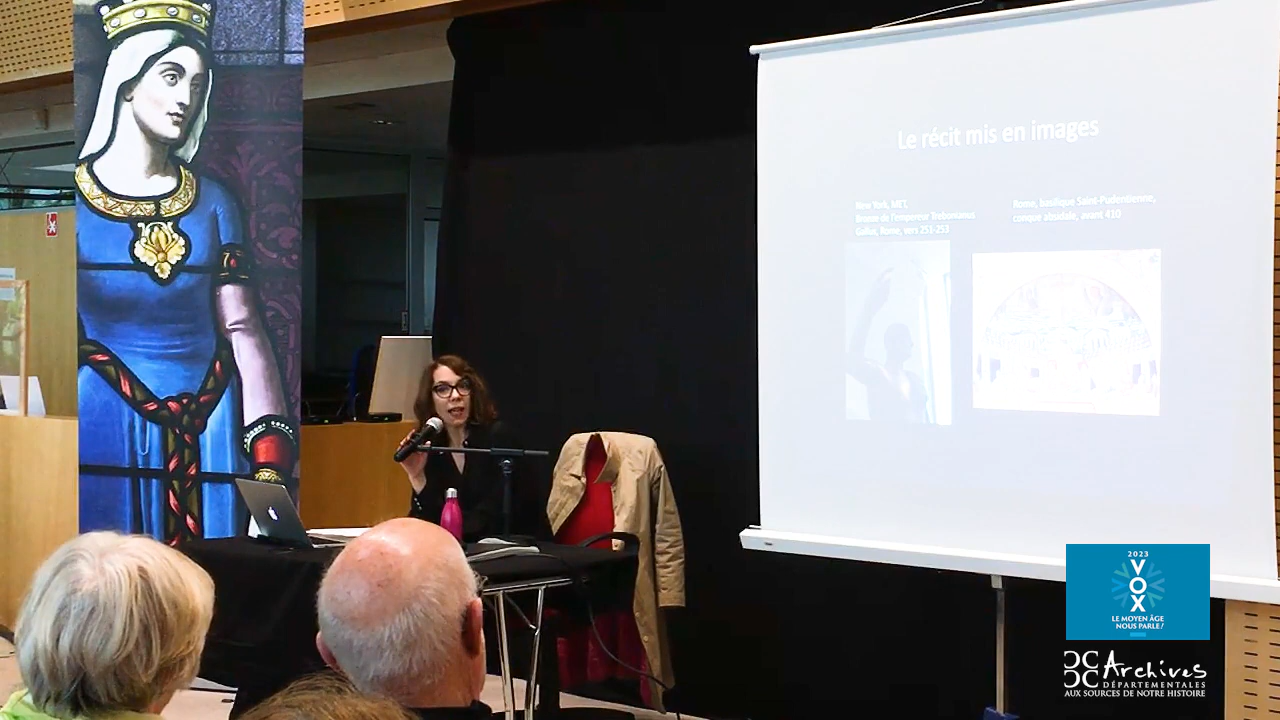 Le récit mis en images
New York, MET,
Bronze de l'empereur Trebonianus
Gallus, Rome, vers 251-253
Rome, basilique Saint-Pudentienne,
conque absidale, avant 410
2023
VOX
LE MOYEN ÂGE
NOUS PARLE!
Archives
DÉPARTEMENTALES
AUX SOURCES DE NOTRE HISTOIRE